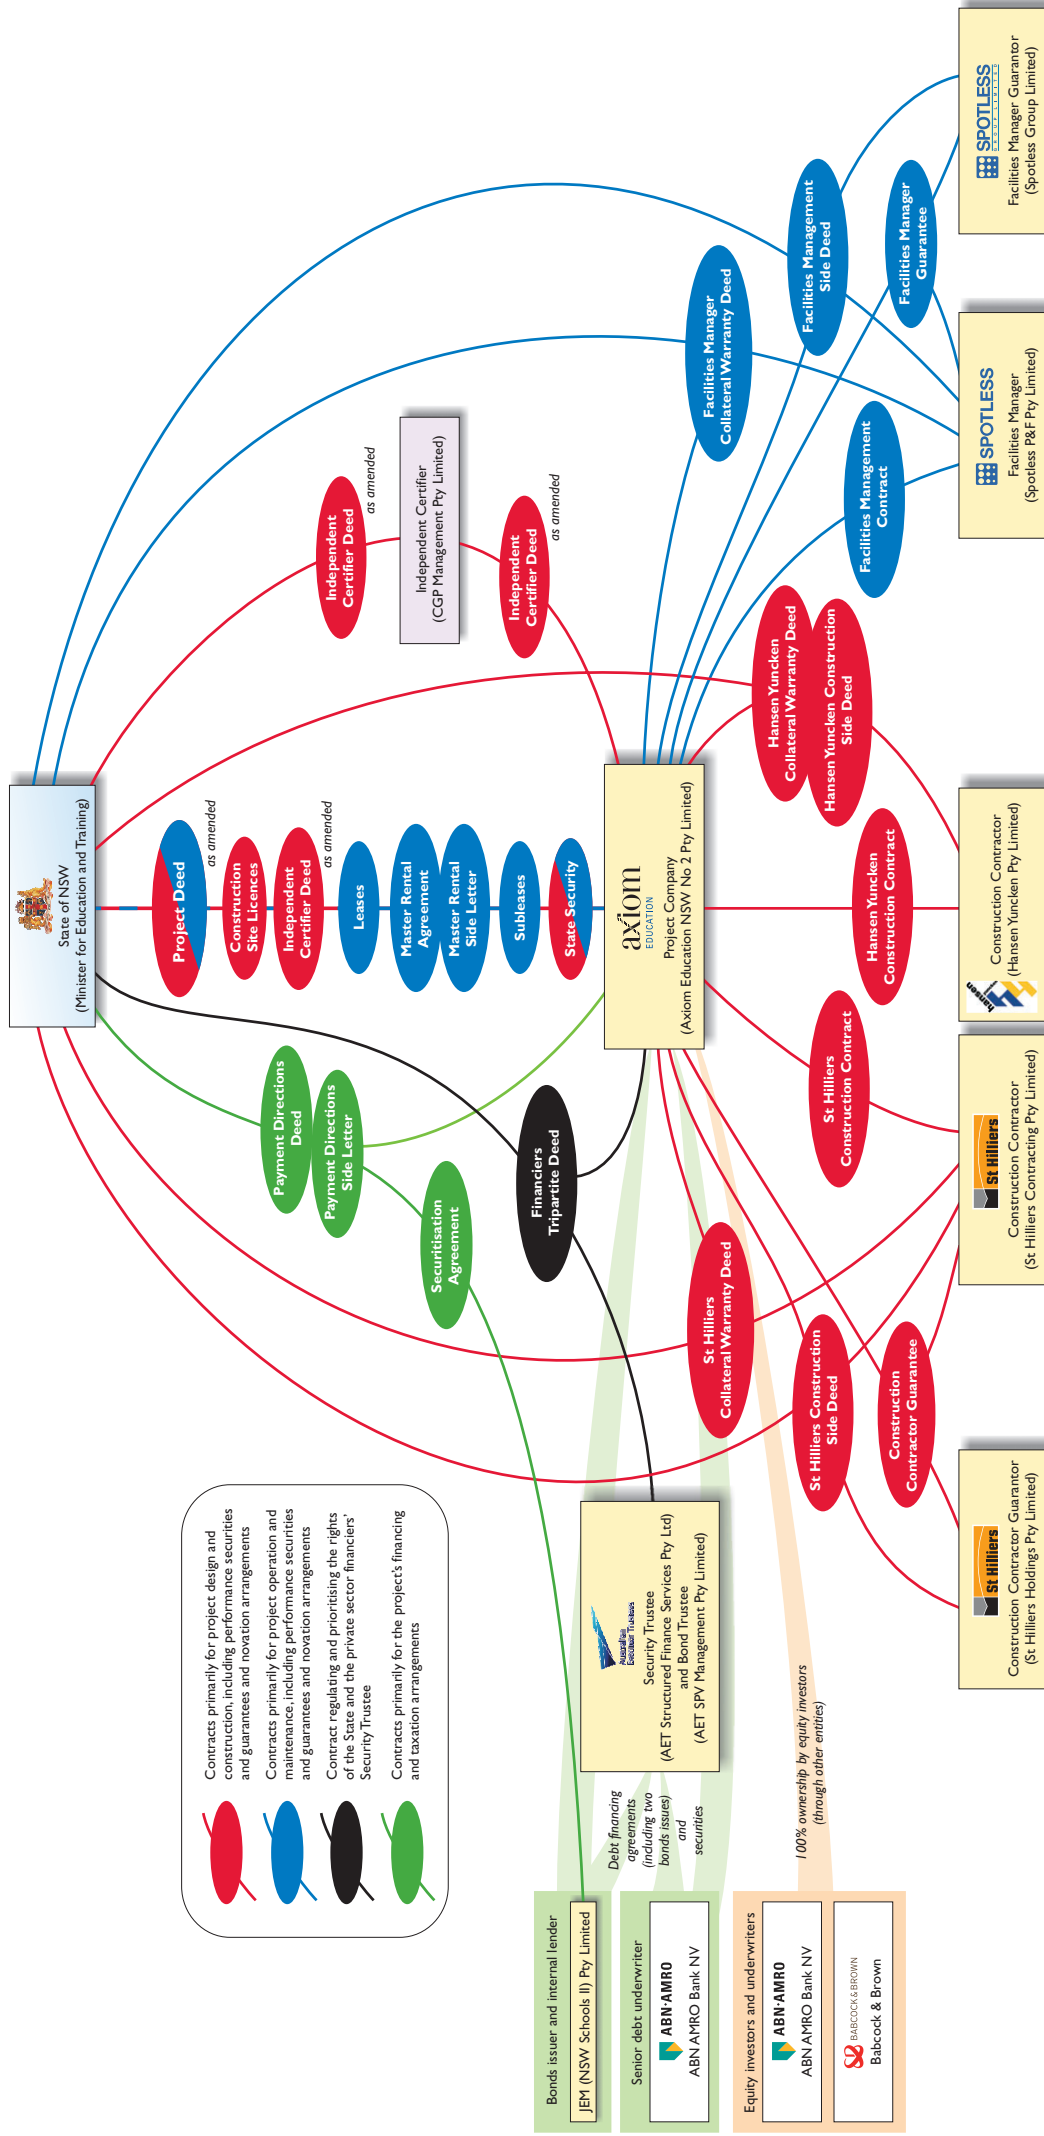 Contracts primarily for project design and
construction, including performance securities
and guarantees and novation arrangements
Contracts primarily for project operation and
maintenance, including performance securities
and guarantees and novation arrangements
Contract regulating and prioritising the rights
of the State and the private sector financiers'
Security Trustee
Contracts primarily for the project's financing
and taxation arrangements
State of NSW
(Minister for Education and Training)
Project Deed
as amended
Construction
Site Licences
Independent
Certifier Deed
as amended
Leases
Master Rental
Agreement
Master Rental
Side Letter
Subleases
State Security
Payment Directions
Deed
Payment Directions
Side Letter
Securitisation
Agreement
Financiers
Tripartite Deed
Independent
Certifier Deed
as amended
Independent Certifier
(CGP Management Pty Limited)
Independent
Certifier Deed
as amended
Bonds issuer and internal lender
JEM (NSW Schools II) Pty Limited
Senior debt underwriter
ABN·AMRO
ABN AMRO Bank NV
Equity investors and underwriters
ABN·AMRO
ABN AMRO Bank NV
BABCOCK & BROWN
Babcock & Brown
Debt financing
agreements
(including two
bonds issues)
and
securities
100% ownership by equity investors
(through other entities)
Australian
Executor Trustees
Security Trustee
(AET Structured Finance Services Pty Ltd)
and Bond Trustee
(AET SPV Management Pty Limited)
axiom
EDUCATION
Project Company
(Axiom Education NSW No 2 Pty Limited)
St Hilliers
Collateral Warranty Deed
St Hilliers Construction
Side Deed
Construction
Contractor Guarantee
St Hilliers
Construction Contract
Hansen Yuncken
Construction Contract
Hansen Yuncken
Collateral Warranty Deed
Hansen Yuncken Construction
Side Deed
Facilities Management
Contract
Facilities Manager
Collateral Warranty Deed
Facilities Management
Side Deed
Facilities Manager
Guarantee
St Hilliers
Construction Contractor Guarantor
(St Hilliers Holdings Pty Limited)
St Hilliers
Construction Contractor
(St Hilliers Contracting Pty Limited)
hansen
Construction Contractor
(Hansen Yuncken Pty Limited)
SPOTLESS
Facilities Manager
(Spotless P&F Pty Limited)
SPOTLESS
GROUP LIMITED
Facilities Manager Guarantor
(Spotless Group Limited)